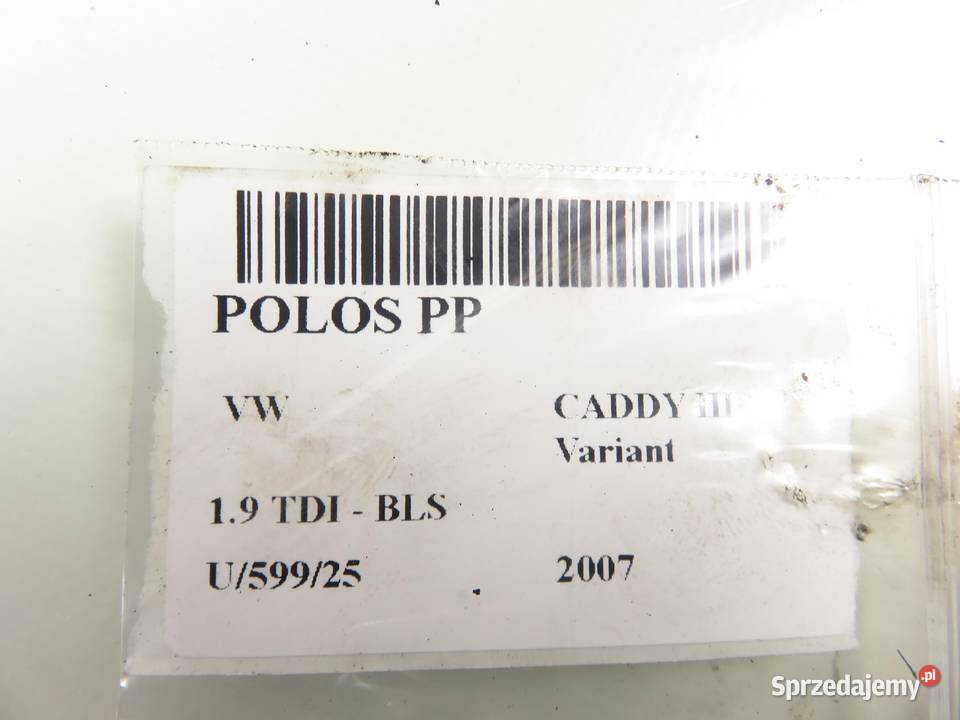 POLOS PP
VW
CADDY III
Variant
1.9 TDI - BLS
U/599/25
2007
Sprzedajemy.pl